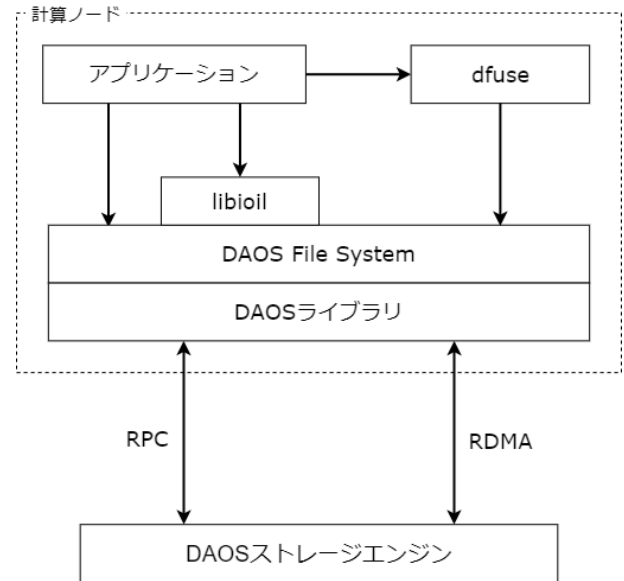 計算ノード
アプリケーション
dfuse
libioil
DAOS File System
DAOSライブラリ
RPC
RDMA
DAOSストレージエンジン